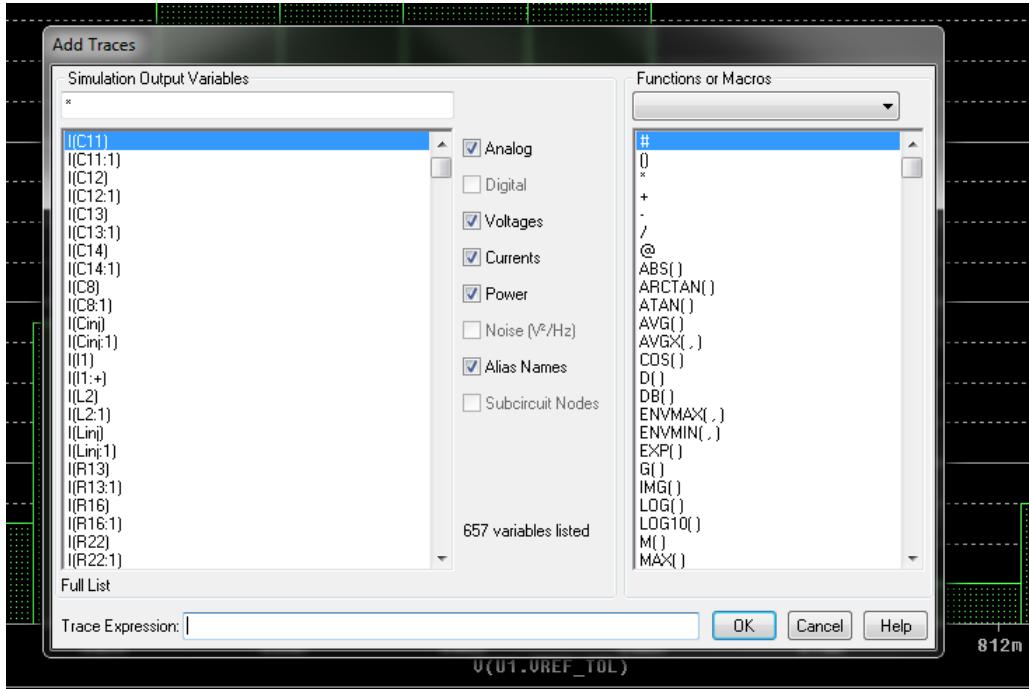 Add Traces
Simulation Output Variables
*
I(C11)
I(C11:1)
I(C12)
I(C12:1)
I(C13)
I(C13:1)
I(C14)
I(C14:1)
I(C8)
I(C8:1)
I(Cinj)
I(Cinj:1)
I(I1)
I(I1:+)
I(L2)
I(L2:1)
I(Linj)
I(Linj:1)
I(R13)
I(R13:1)
I(R16)
I(R16:1)
I(R22)
I(R22:1)
Full List
Analog
Digital
Voltages
Currents
Power
Noise (V²/Hz)
Alias Names
Subcircuit Nodes
657 variables listed
Functions or Macros
#
()
*
+
-
/
@
ABS( )
ARCTAN( )
ATAN( )
AVG( )
AVGX( , )
COS( )
D( )
DB( )
ENVMAX( , )
ENVMIN( , )
EXP( )
G( )
IMG( )
LOG( )
LOG10( )
M( )
MAX( )
Trace Expression:
OK
Cancel
Help
812m
V(U1.VREF_TOL)